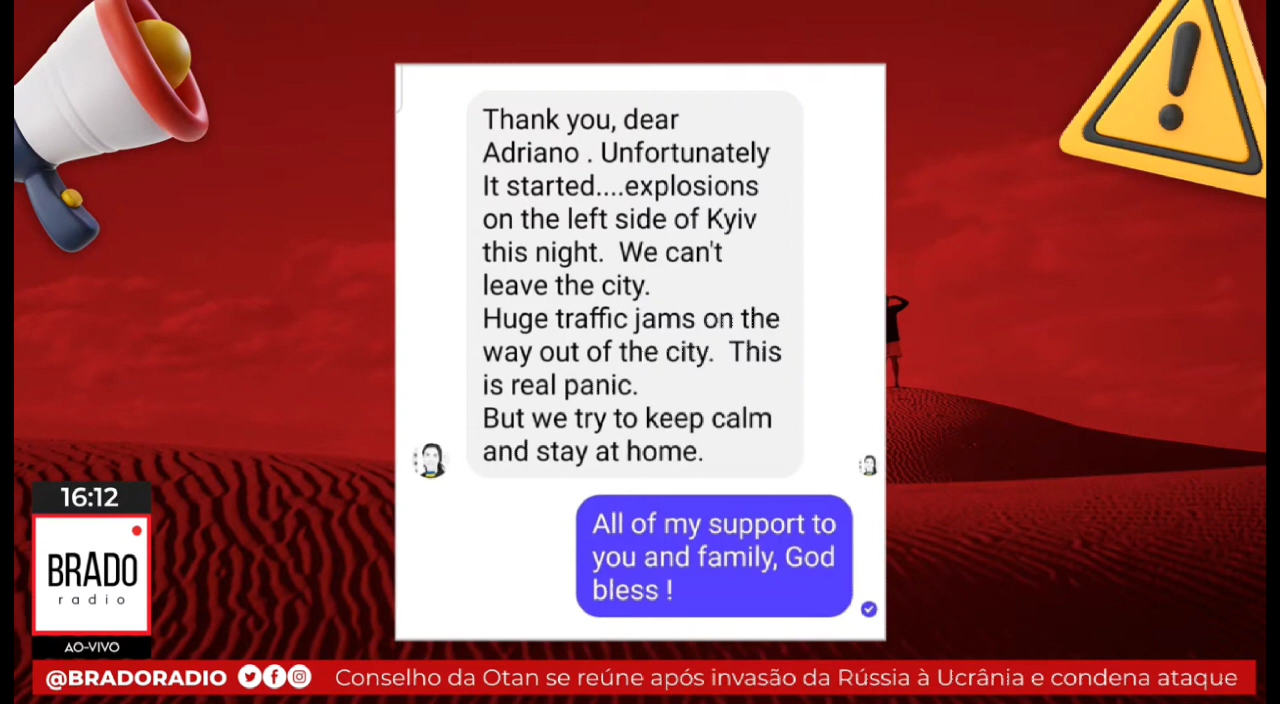 Thank you, dear
Adriano . Unfortunately
It started....explosions
on the left side of Kyiv
this night.  We can't
leave the city.
Huge traffic jams on the
way out of the city.  This
is real panic.
But we try to keep calm
and stay at home.
All of my support to
you and family, God
bless !
16:12
BRADO
radio
AO-VIVO
@BRADORADIO
Conselho da Otan se reúne após invasão da Rússia à Ucrânia e condena ataque